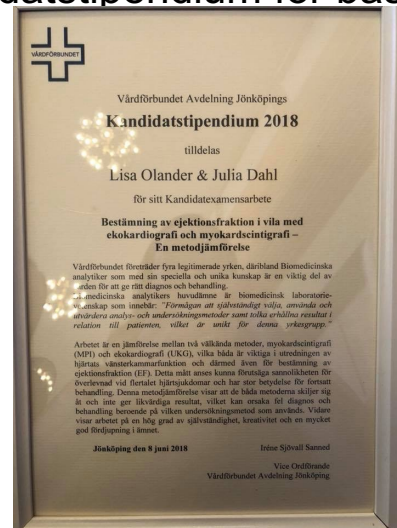 datstipendium för bac
VÅRDFÖRBUNDET
Vårdförbundet Avdelning Jönköpings
Kandidatstipendium 2018
tilldelas
Lisa Olander & Julia Dahl
för sitt Kandidatexamensarbete
Bestämning av ejektionsfraktion i vila med
ekokardiografi och myokardscintigrafi –
En metodjämförelse
Vårdförbundet företräder fyra legitimerade yrken, däribland Biomedicinska
analytiker som med sin speciella och unika kunskap är en viktig del av
vården för att ge rätt diagnos och behandling.
Biomedicinska analytikers huvudämne är biomedicinsk laboratorie-
vetenskap som innebär: "Förmågan att självständigt välja, använda och
utvärdera analys- och undersökningsmetoder samt tolka erhållna resultat i
relation till patienten, vilket är unikt för denna yrkesgrupp."
Arbetet är en jämförelse mellan två välkända metoder, myokardscintigrafi
(MPI) och ekokardiografi (UKG), vilka båda är viktiga i utredningen av
hjärtats vänsterkammarfunktion och därmed även för bestämning av
ejektionsfraktion (EF). Detta mått anses kunna förutsäga sannolikheten för
överlevnad vid flertalet hjärtsjukdomar och har stor betydelse för fortsatt
behandling. Denna metodjämförelse visar att de båda metoderna skiljer sig
åt och inte ger likvärdiga resultat, vilket kan orsaka fel diagnos och
behandling beroende på vilken undersökningsmetod som används. Vidare
visar arbetet på en hög grad av självständighet, kreativitet och en mycket
god fördjupning i ämnet.
Jönköping den 8 juni 2018
Iréne Sjövall Sanned
Vice Ordförande
Vårdförbundet Avdelning Jönköping